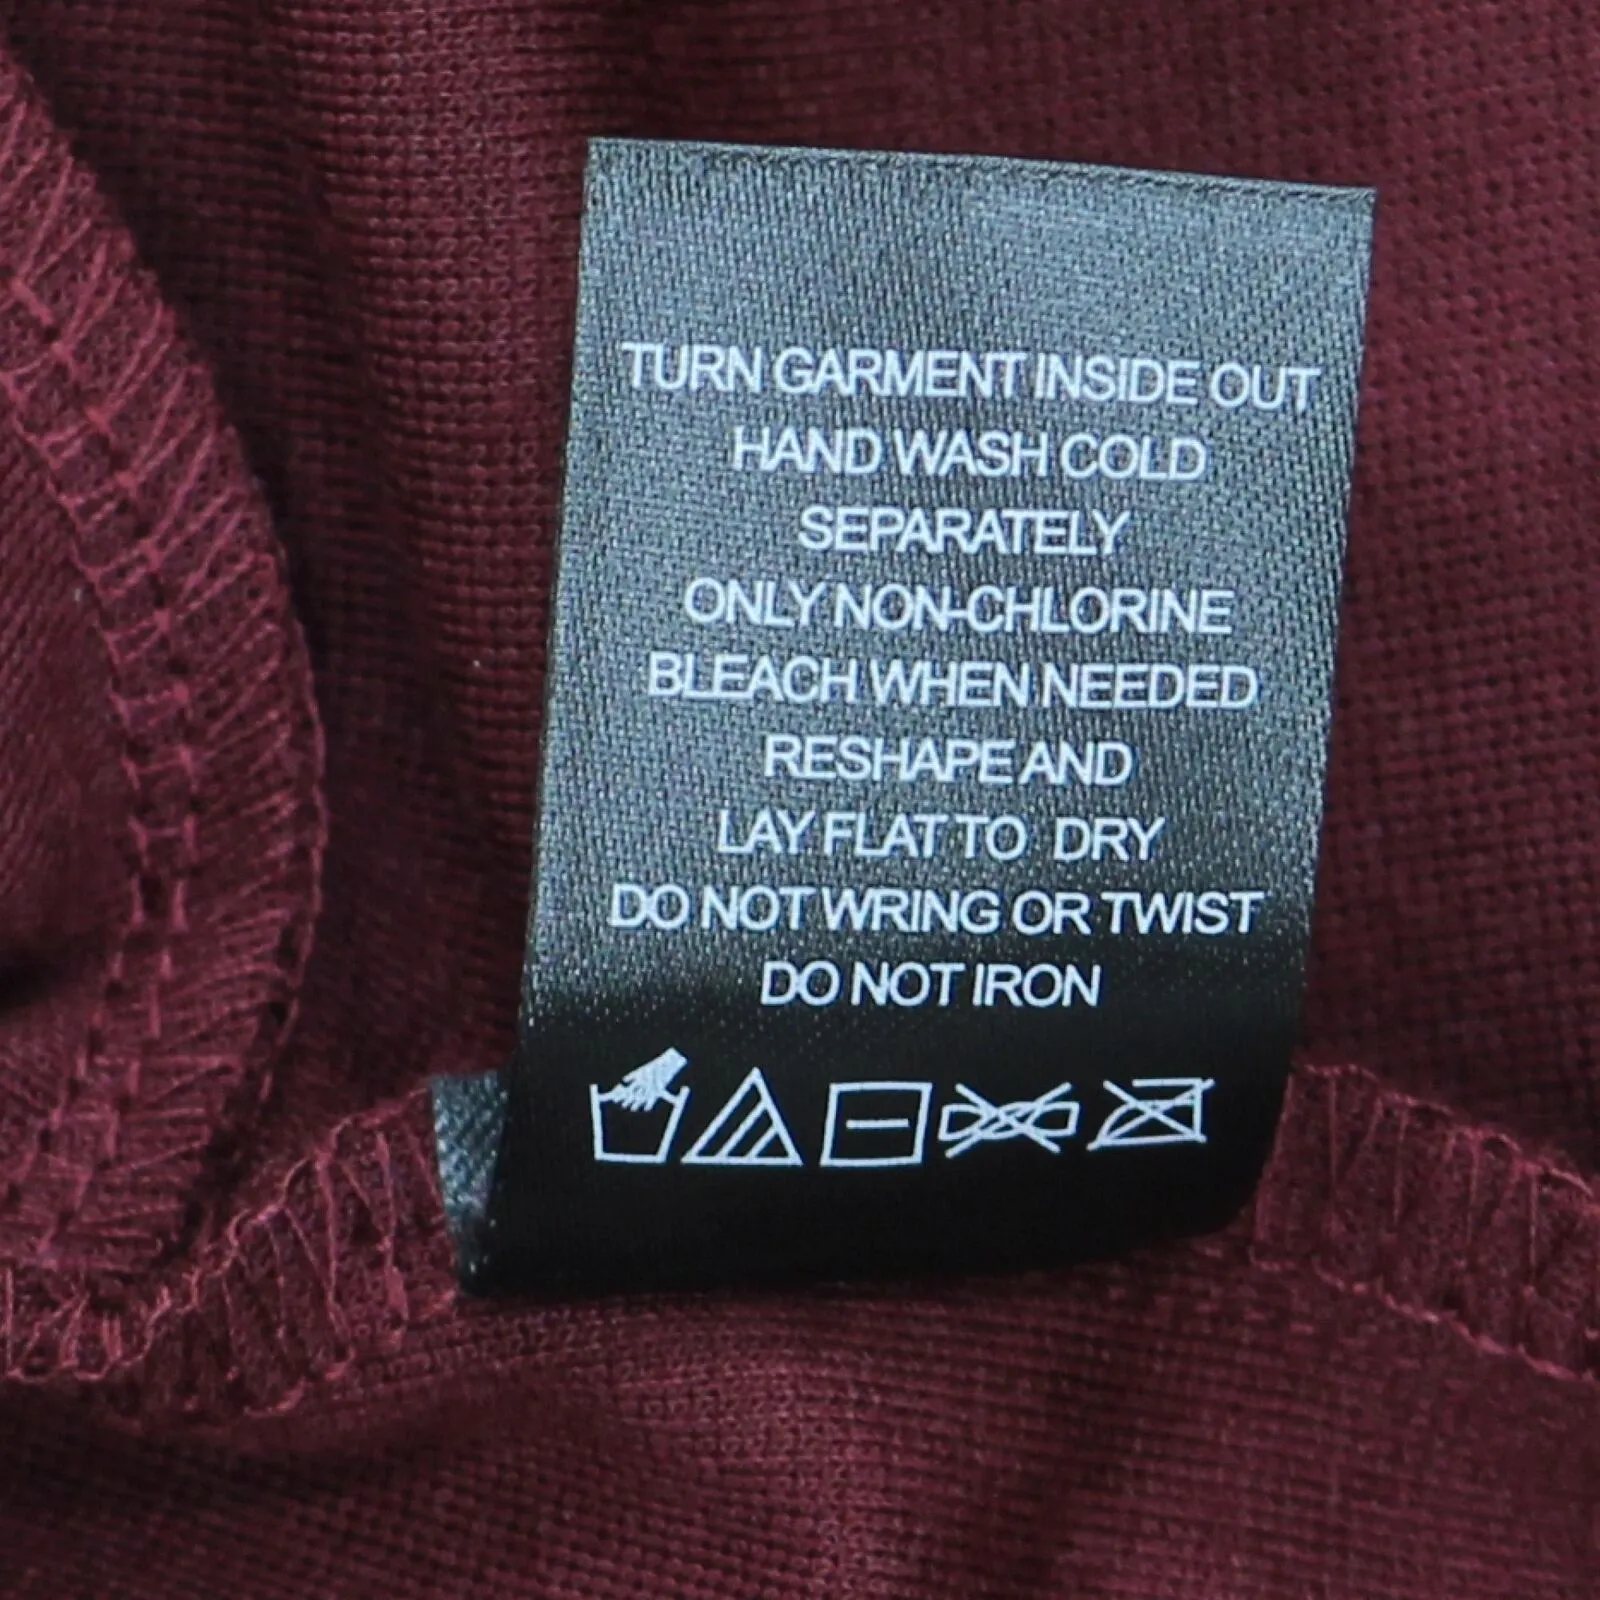 TURN GARMENT INSIDE OUT
HAND WASH COLD
SEPARATELY
ONLY NON-CHLORINE
BLEACH WHEN NEEDED
RESHAPE AND
LAY FLAT TO DRY
DO NOT WRING OR TWIST
DO NOT IRON